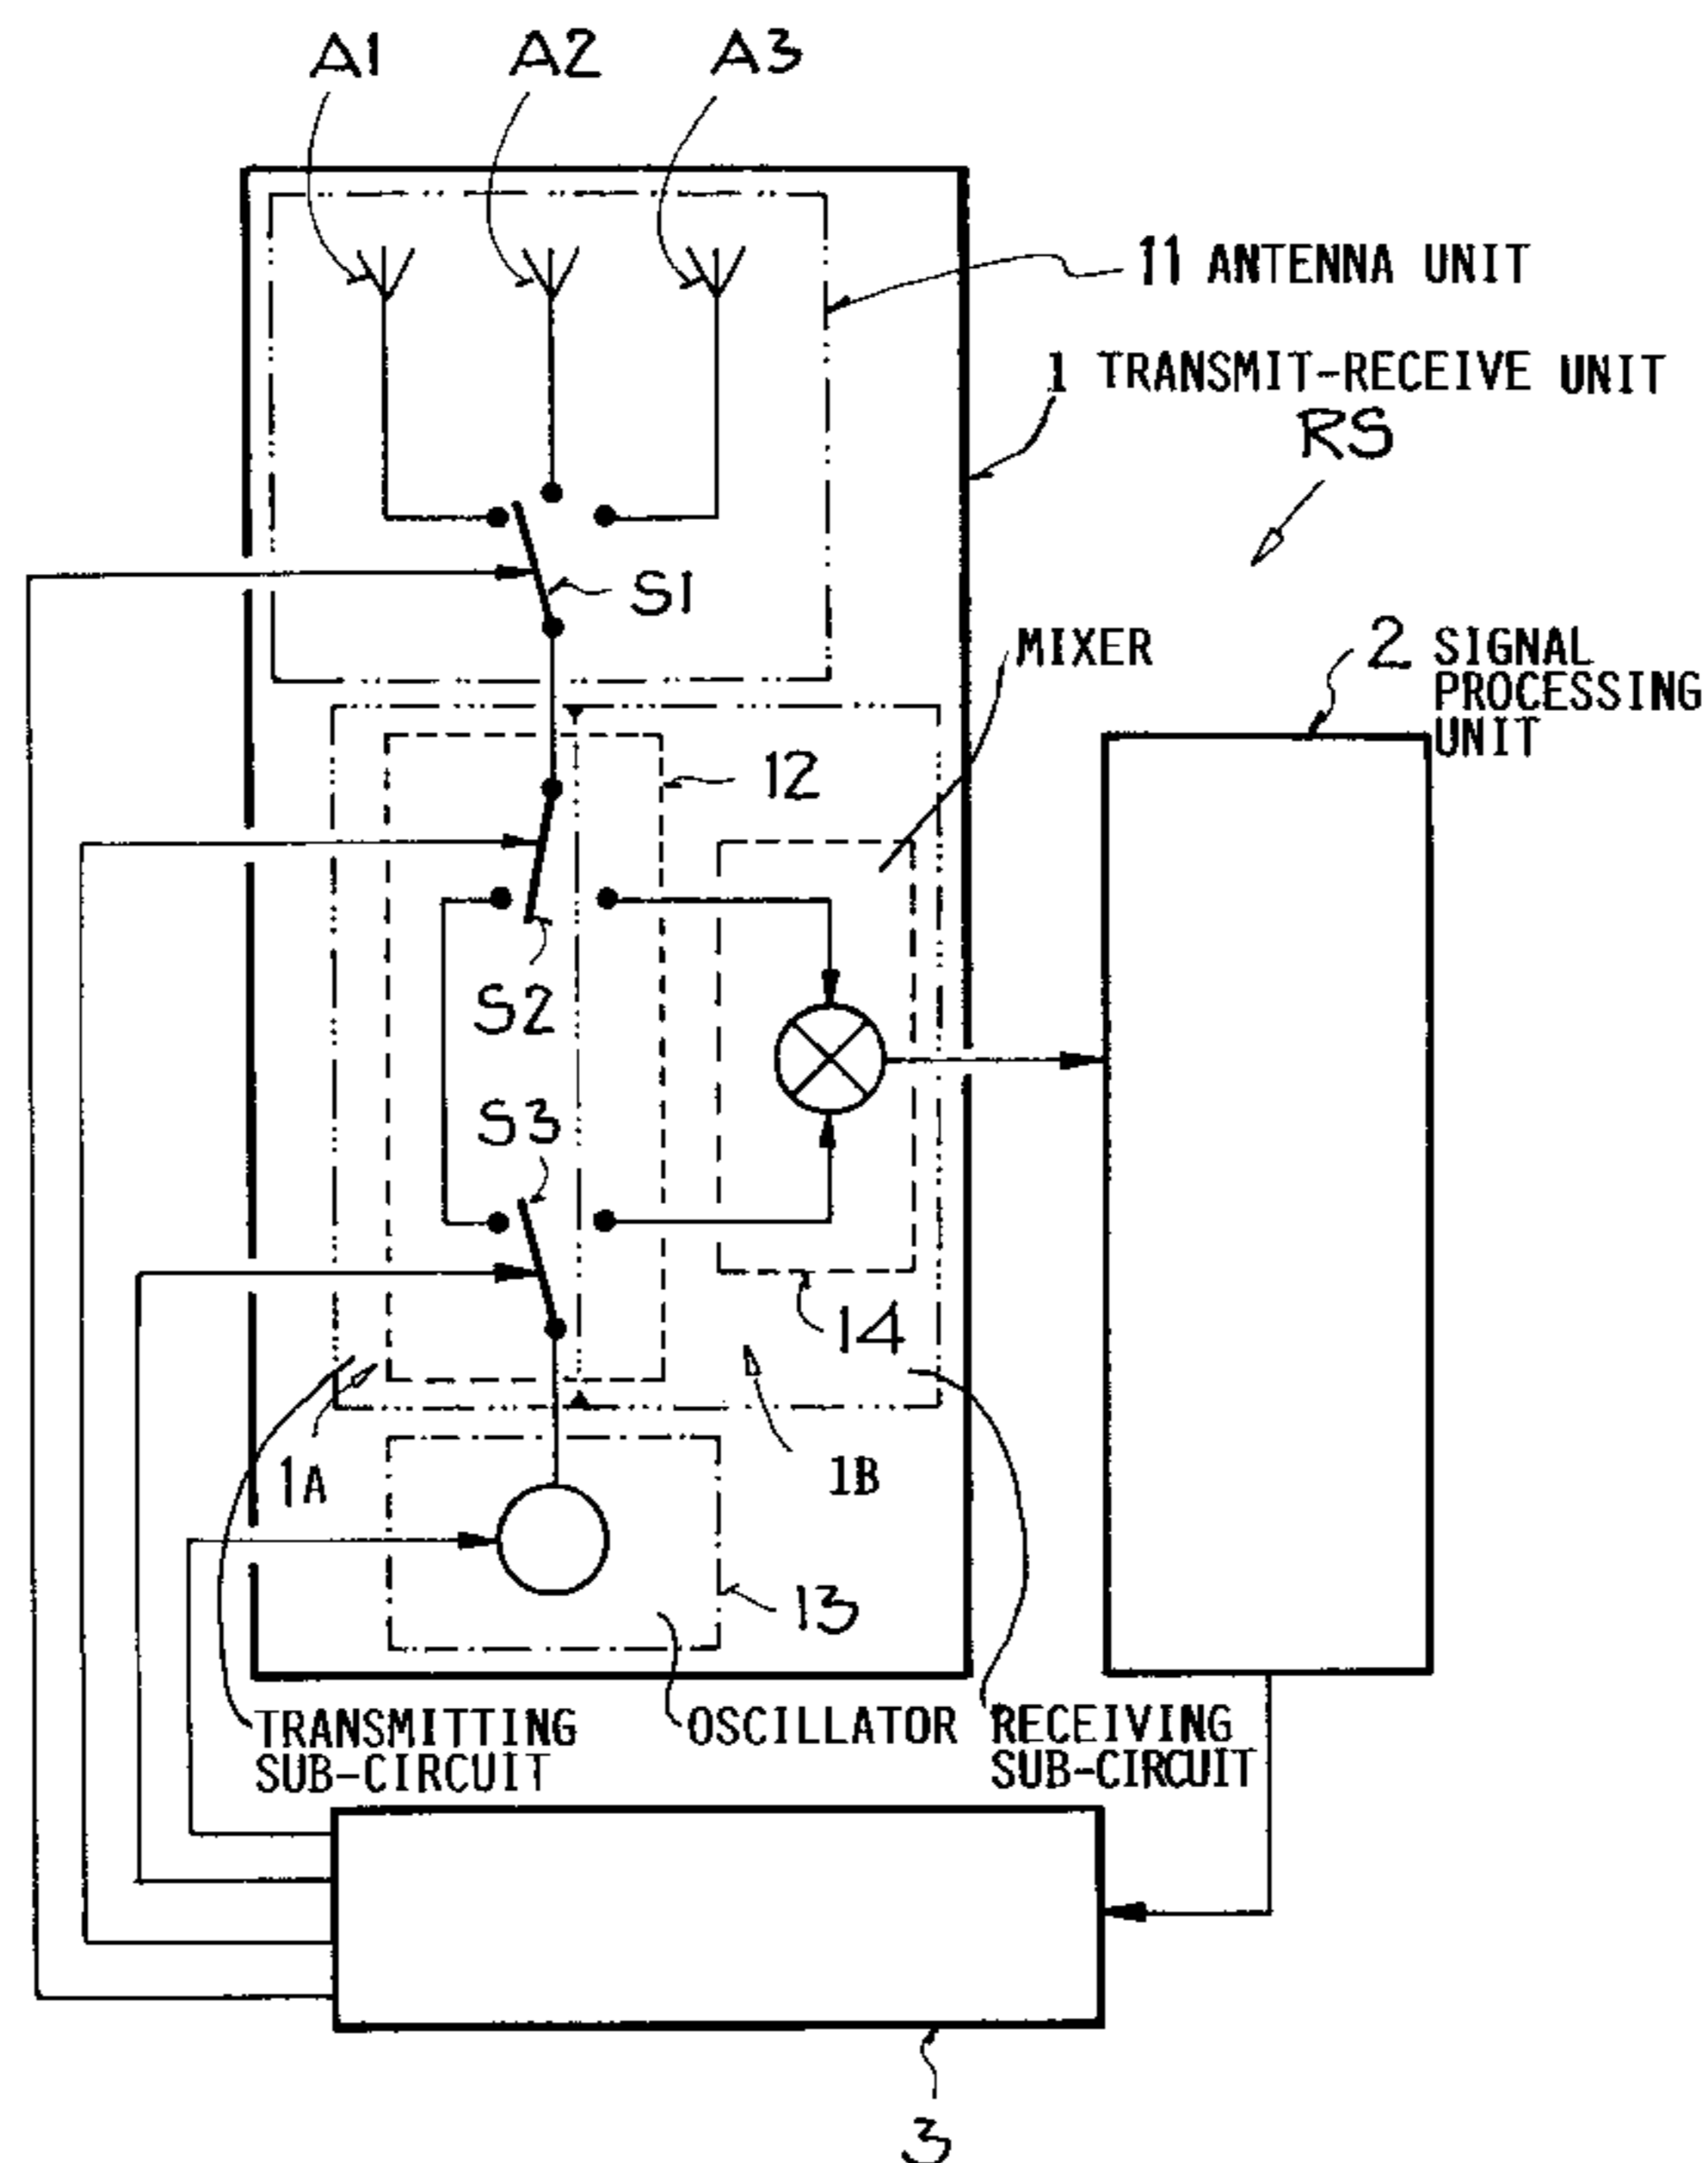 A1 A2 A3
11 ANTENNA UNIT
1 TRANSMIT-RECEIVE UNIT
RS
S1
MIXER
2 SIGNAL
PROCESSING
UNIT
12
S2
S3
14
1A
1B
13
TRANSMITTING
SUB-CIRCUIT
OSCILLATOR
RECEIVING
SUB-CIRCUIT
3